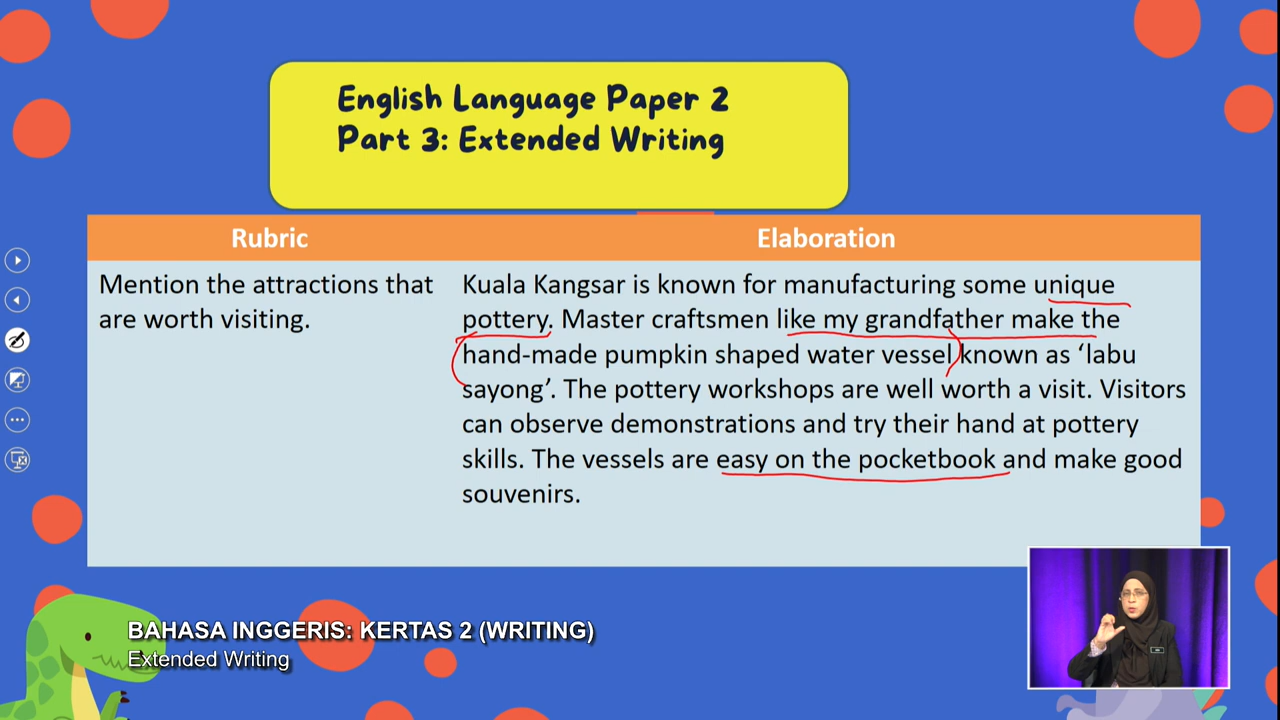 English Language Paper 2
Part 3: Extended Writing
Rubric
Elaboration
Mention the attractions that
are worth visiting.
Kuala Kangsar is known for manufacturing some unique
pottery. Master craftsmen like my grandfather make the
hand-made pumpkin shaped water vessel known as ‘labu
sayong’. The pottery workshops are well worth a visit. Visitors
can observe demonstrations and try their hand at pottery
skills. The vessels are easy on the pocketbook and make good
souvenirs.
BAHASA INGGERIS: KERTAS 2 (WRITING)
Extended Writing